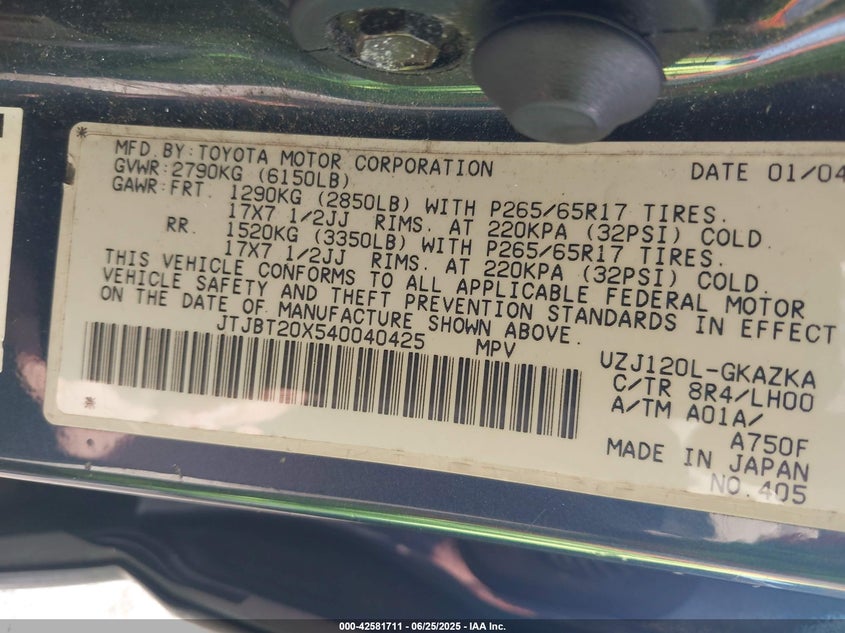 MFD. BY: TOYOTA MOTOR CORPORATION DATE 01/04
GVWR: 2790KG (6150LB)
GAWR: FRT. 1290KG (2850LB) WITH P265/65R17 TIRES.
17X7 1/2JJ RIMS. AT 220KPA (32PSI) COLD.
RR. 1520KG (3350LB) WITH P265/65R17 TIRES.
17X7 1/2JJ RIMS. AT 220KPA (32PSI) COLD.
THIS VEHICLE CONFORMS TO ALL APPLICABLE FEDERAL MOTOR
VEHICLE SAFETY AND THEFT PREVENTION STANDARDS IN EFFECT
ON THE DATE OF MANUFACTURE SHOWN ABOVE.
JTJBT20X540040425 MPV
UZJ120L-GKAZKA
C/TR 8R4/LH00
A/TM A01A/
A750F
MADE IN JAPAN
NO. 405
000-42581711 - 06/25/2025 - IAA Inc.